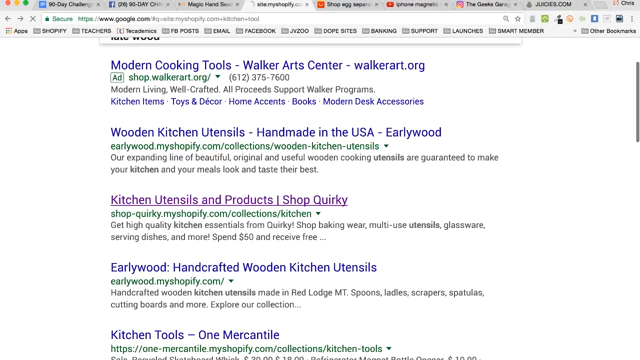 90-Day Challeng
(26) 90-DAY CHA
Magic Hand Sew
site:myshopify.c
Shop egg separa
iphone magnetic
The Geeks Garag
JUICIES.COM
Chris
Secure https://www.google.com/#q=site:myshopify.com+kitchen+tool
Apps SHOPIFY TEACHERS Tecademics FB POSTS EMAIL FACEBOOK JVZOO MDS DOTTO STORE LAUNCHES SMART MEMBER » Other Bookmarks
late wood
Modern Cooking Tools - Walker Arts Center - walkerart.org
Ad shop.walkerart.org/ (612) 375-7600
Modern Living, Well-Crafted. All Proceeds Support Walker Programs.
Kitchen Items · Toys & Décor · Home Accents · Books · Modern Desk Accessories
Wooden Kitchen Utensils - Handmade in the USA - Earlywood
earlywood.myshopify.com/collections/wooden-kitchen-utensils
Our expanding line of beautiful, original and useful wooden cooking utensils are guaranteed to make
your kitchen and your meals look and taste their best.
Kitchen Utensils and Products | Shop Quirky
shop-quirky.myshopify.com/collections/kitchen
Get high quality kitchen essentials from Quirky! Shop baking wear, multi-use utensils, glassware,
serving dishes, and more! Spend $50 and receive free ...
Earlywood: Handcrafted Wooden Kitchen Utensils
earlywood.myshopify.com/
Handcrafted wooden kitchen utensils made in Red Lodge MT. Spoons, ladles, scrapers, spatulas,
cutting boards and more. Explore our collection...
Kitchen Tools – One Mercantile
https://one-mercantile.myshopify.com/collections/kitchen-tools